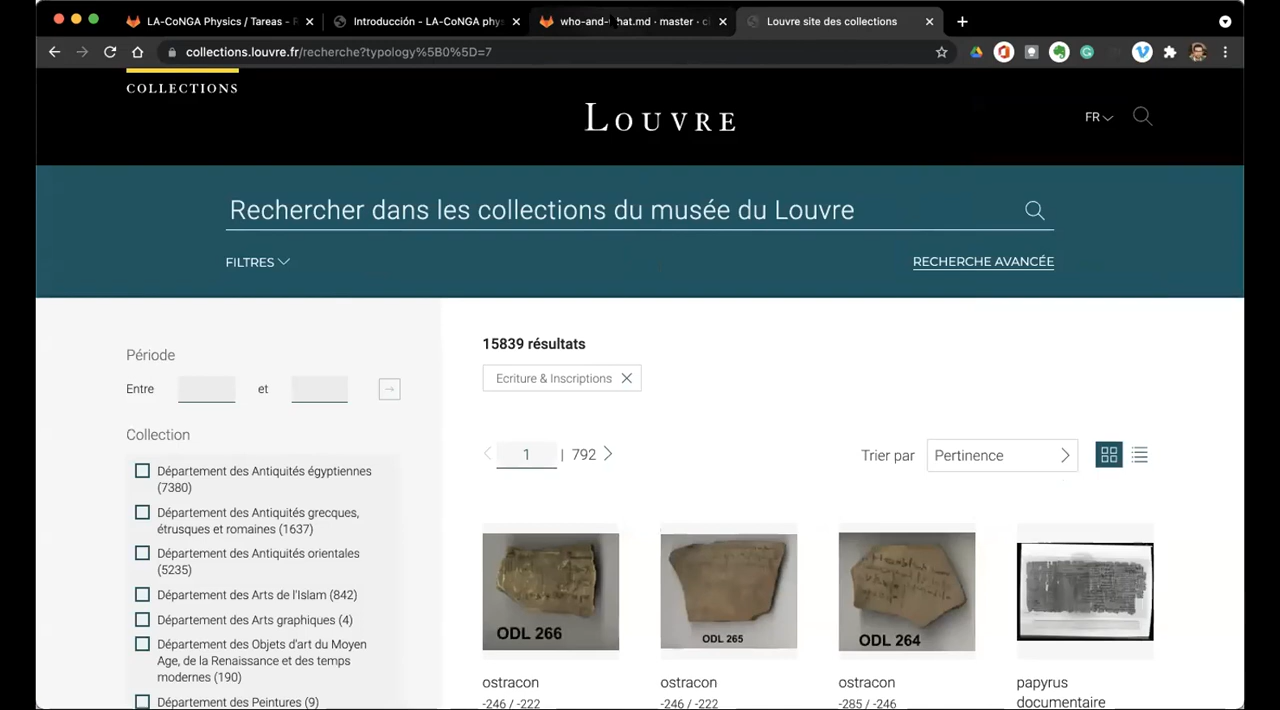 LA-CoNGA Physics / Tareas -
Introducción - LA-CoNGA phys
hat.md · master ·
Louvre site des collections
collections.louvre.fr/recherche?typology%5B0%5D=7
COLLECTIONS
LOUVRE
FR
Rechercher dans les collections du musée du Louvre
FILTRES
RECHERCHE AVANCÉE
Période
Entre et
Collection
Département des Antiquités égyptiennes
(7380)
Département des Antiquités grecques,
étrusques et romaines (1637)
Département des Antiquités orientales
(5235)
Département des Arts de l'Islam (842)
Département des Arts graphiques (4)
Département des Objets d'art du Moyen
Age, de la Renaissance et des temps
modernes (190)
Département des Peintures (9)
15839 résultats
Ecriture & Inscriptions
1 | 792
Trier par Pertinence
ODL 266
ODL 265
ODL 264
ostracon
-246 / -222
ostracon
-246 / -222
ostracon
-285 / -246
papyrus
documentaire